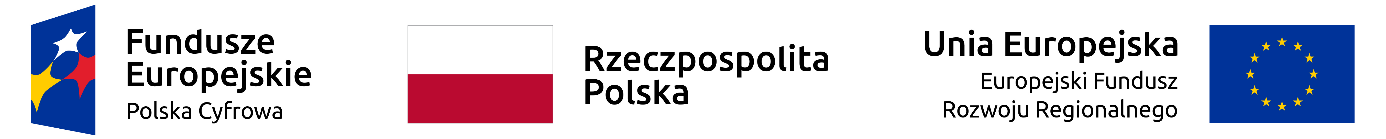 Fundusze
Europejskie
Polska Cyfrowa
Rzeczpospolita
Polska
Unia Europejska
Europejski Fundusz
Rozwoju Regionalnego